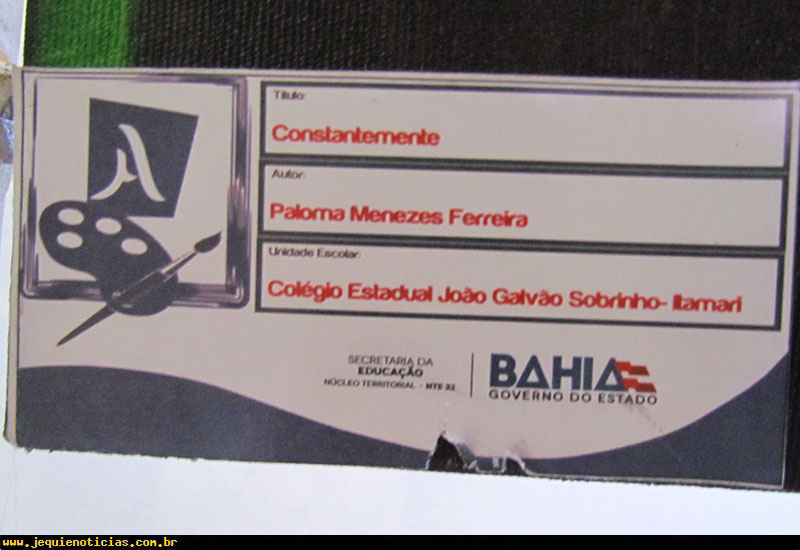 Título:
Constantemente
Autor:
Paloma Menezes Ferreira
Unidade Escolar:
Colégio Estadual João Galvão Sobrinho- Itamari
SECRETARIA DA
EDUCAÇÃO
NÚCLEO TERRITORIAL - NTE 22
BAHIA
GOVERNO DO ESTADO
www.jequienoticias.com.br